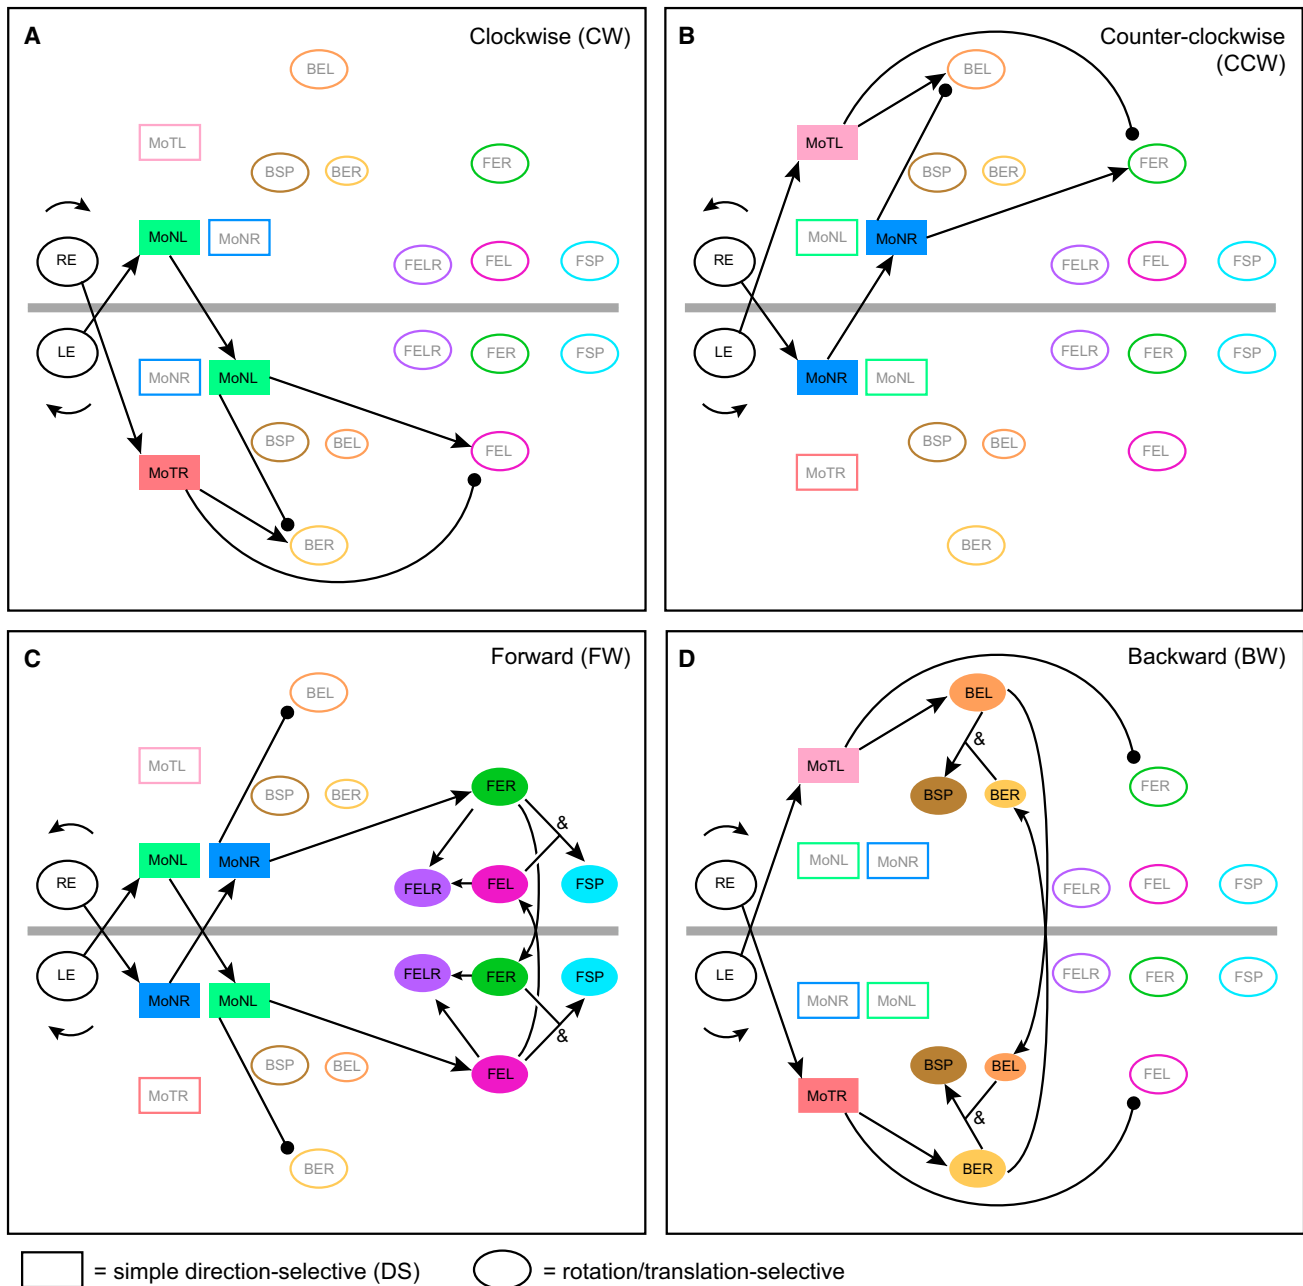 A
Clockwise (CW)
BEL
MoTL
BSP
BER
FER
RE
MoNL
MoNR
FELR
FEL
FSP
LE
MoNR
MoNL
FELR
FER
FSP
BSP
BEL
FEL
MoTR
BER
B
Counter-clockwise
(CCW)
BEL
MoTL
BSP
BER
FER
RE
MoNL
MoNR
FELR
FEL
FSP
LE
MoNR
MoNL
FELR
FER
FSP
BSP
BEL
FEL
MoTR
BER
C
Forward (FW)
BEL
MoTL
BSP
BER
FER
&
RE
MoNL
MoNR
FELR
FEL
FSP
LE
MoNR
MoNL
FELR
FER
FSP
&
BSP
BEL
FEL
MoTR
BER
D
Backward (BW)
BEL
&
MoTL
BSP
BER
FER
RE
MoNL
MoNR
FELR
FEL
FSP
LE
MoNR
MoNL
FELR
FER
FSP
BSP
BEL
FEL
MoTR
&
BER
= simple direction-selective (DS)
= rotation/translation-selective